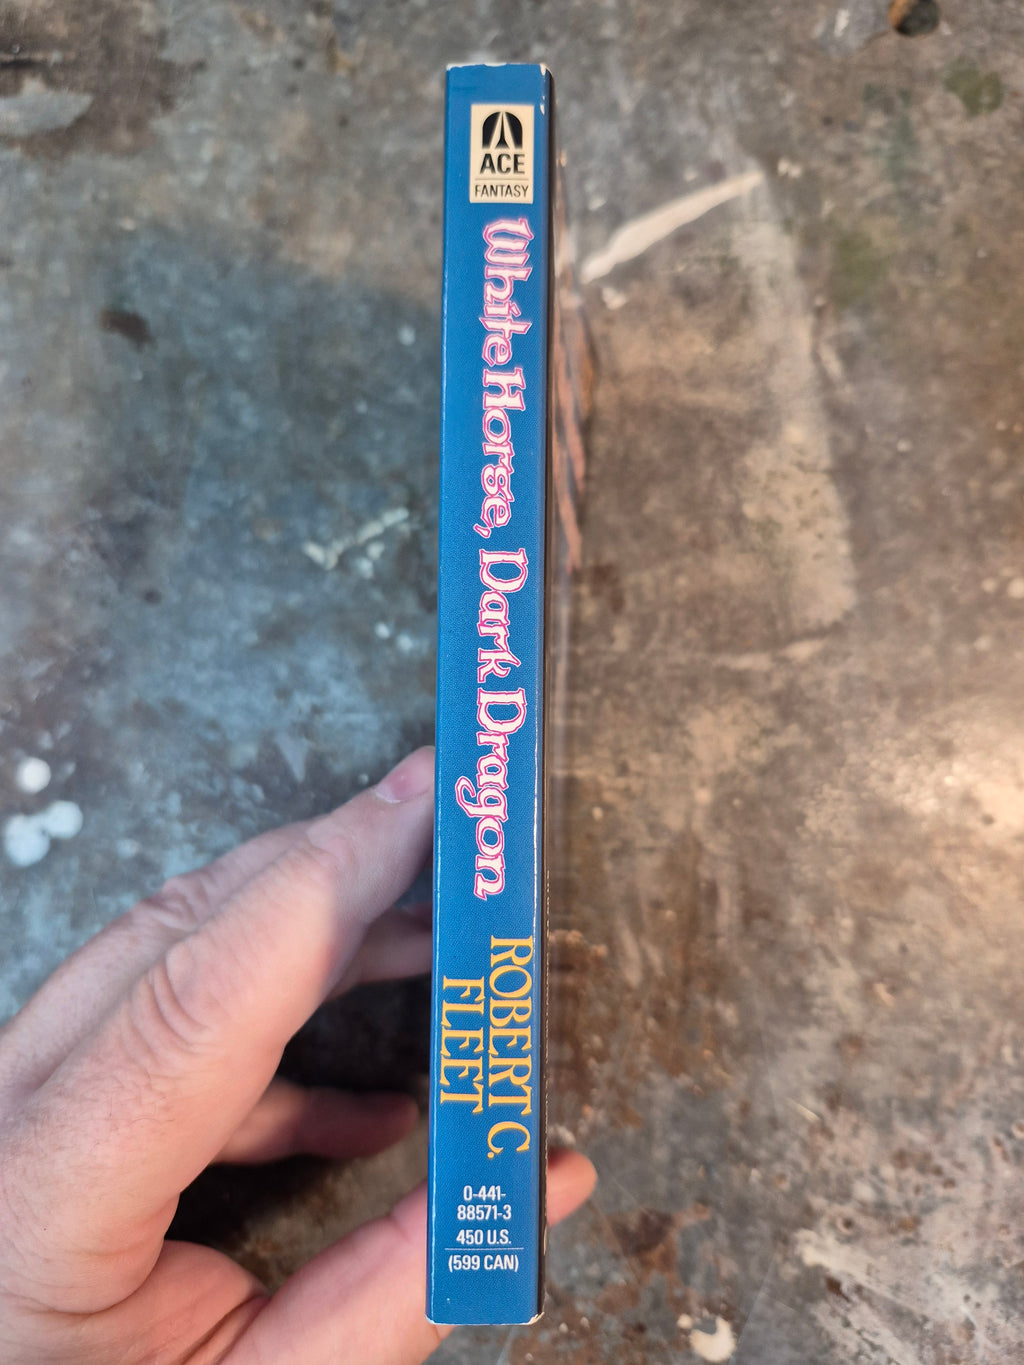 ACE
FANTASY
White Horse, Dark Dragon
ROBERT C.
FLEET
0-441-
88571-3
450 U.S.
(599 CAN)